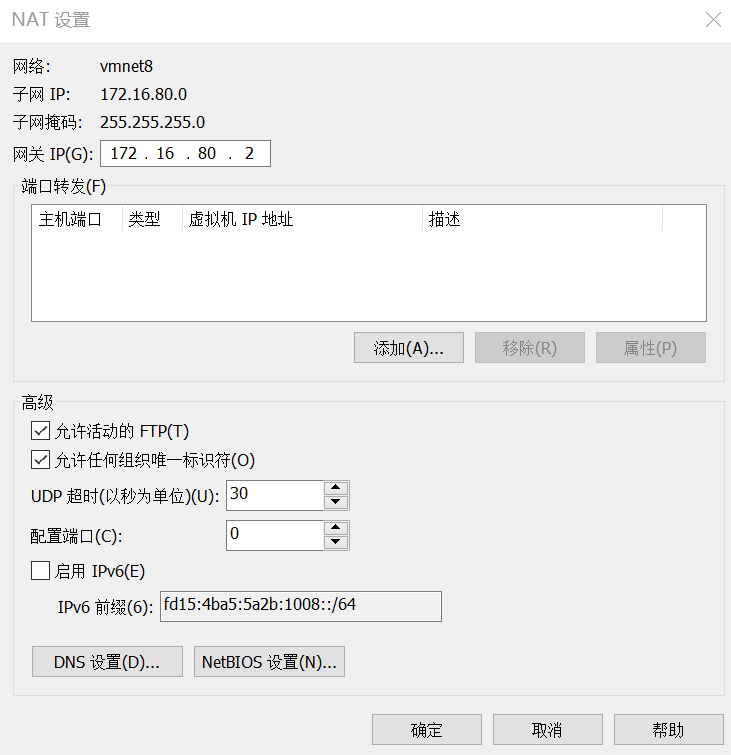 NAT 设置
网络: vmnet8
子网 IP: 172.16.80.0
子网掩码: 255.255.255.0
网关 IP(G): 172 . 16 . 80 . 2
端口转发(F)
主机端口 类型 虚拟机 IP 地址 描述
添加(A)... 移除(R) 属性(P)
高级
允许活动的 FTP(T)
允许任何组织唯一标识符(O)
UDP 超时(以秒为单位)(U): 30
配置端口(C): 0
启用 IPv6(E)
IPv6 前缀(6): fd15:4ba5:5a2b:1008::/64
DNS 设置(D)... NetBIOS 设置(N)...
确定 取消 帮助